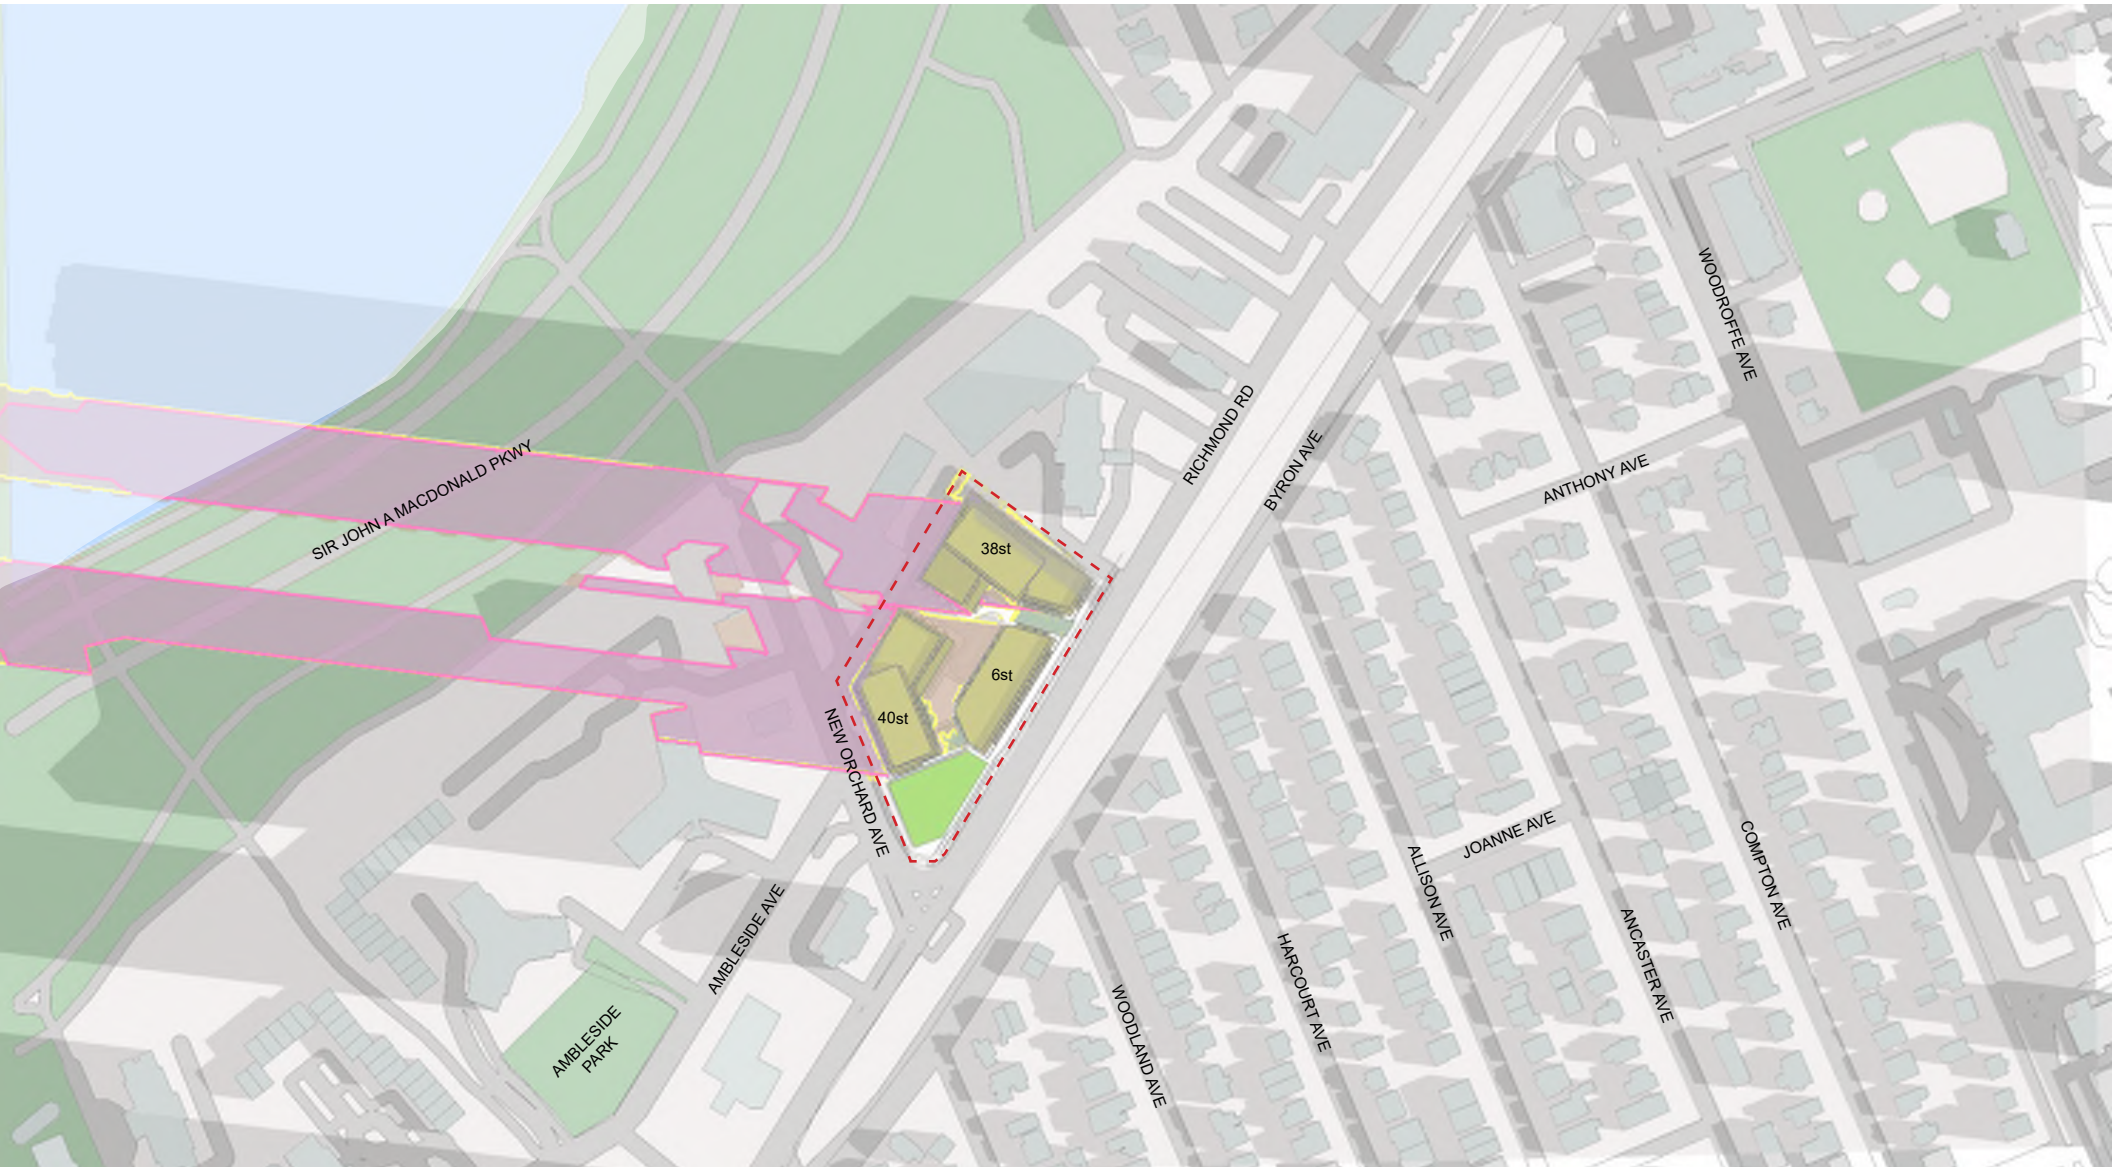 WOODROFFE AVE
RICHMOND RD
BYRON AVE
SIR JOHN A MACDONALD PKWY
ANTHONY AVE
38st
6st
40st
NEW ORCHARD AVE
JOANNE AVE
COMPTON AVE
ALLISON AVE
AMBLESIDE AVE
ANCASTER AVE
HARCOURT AVE
WOODLAND AVE
AMBLESIDE
PARK